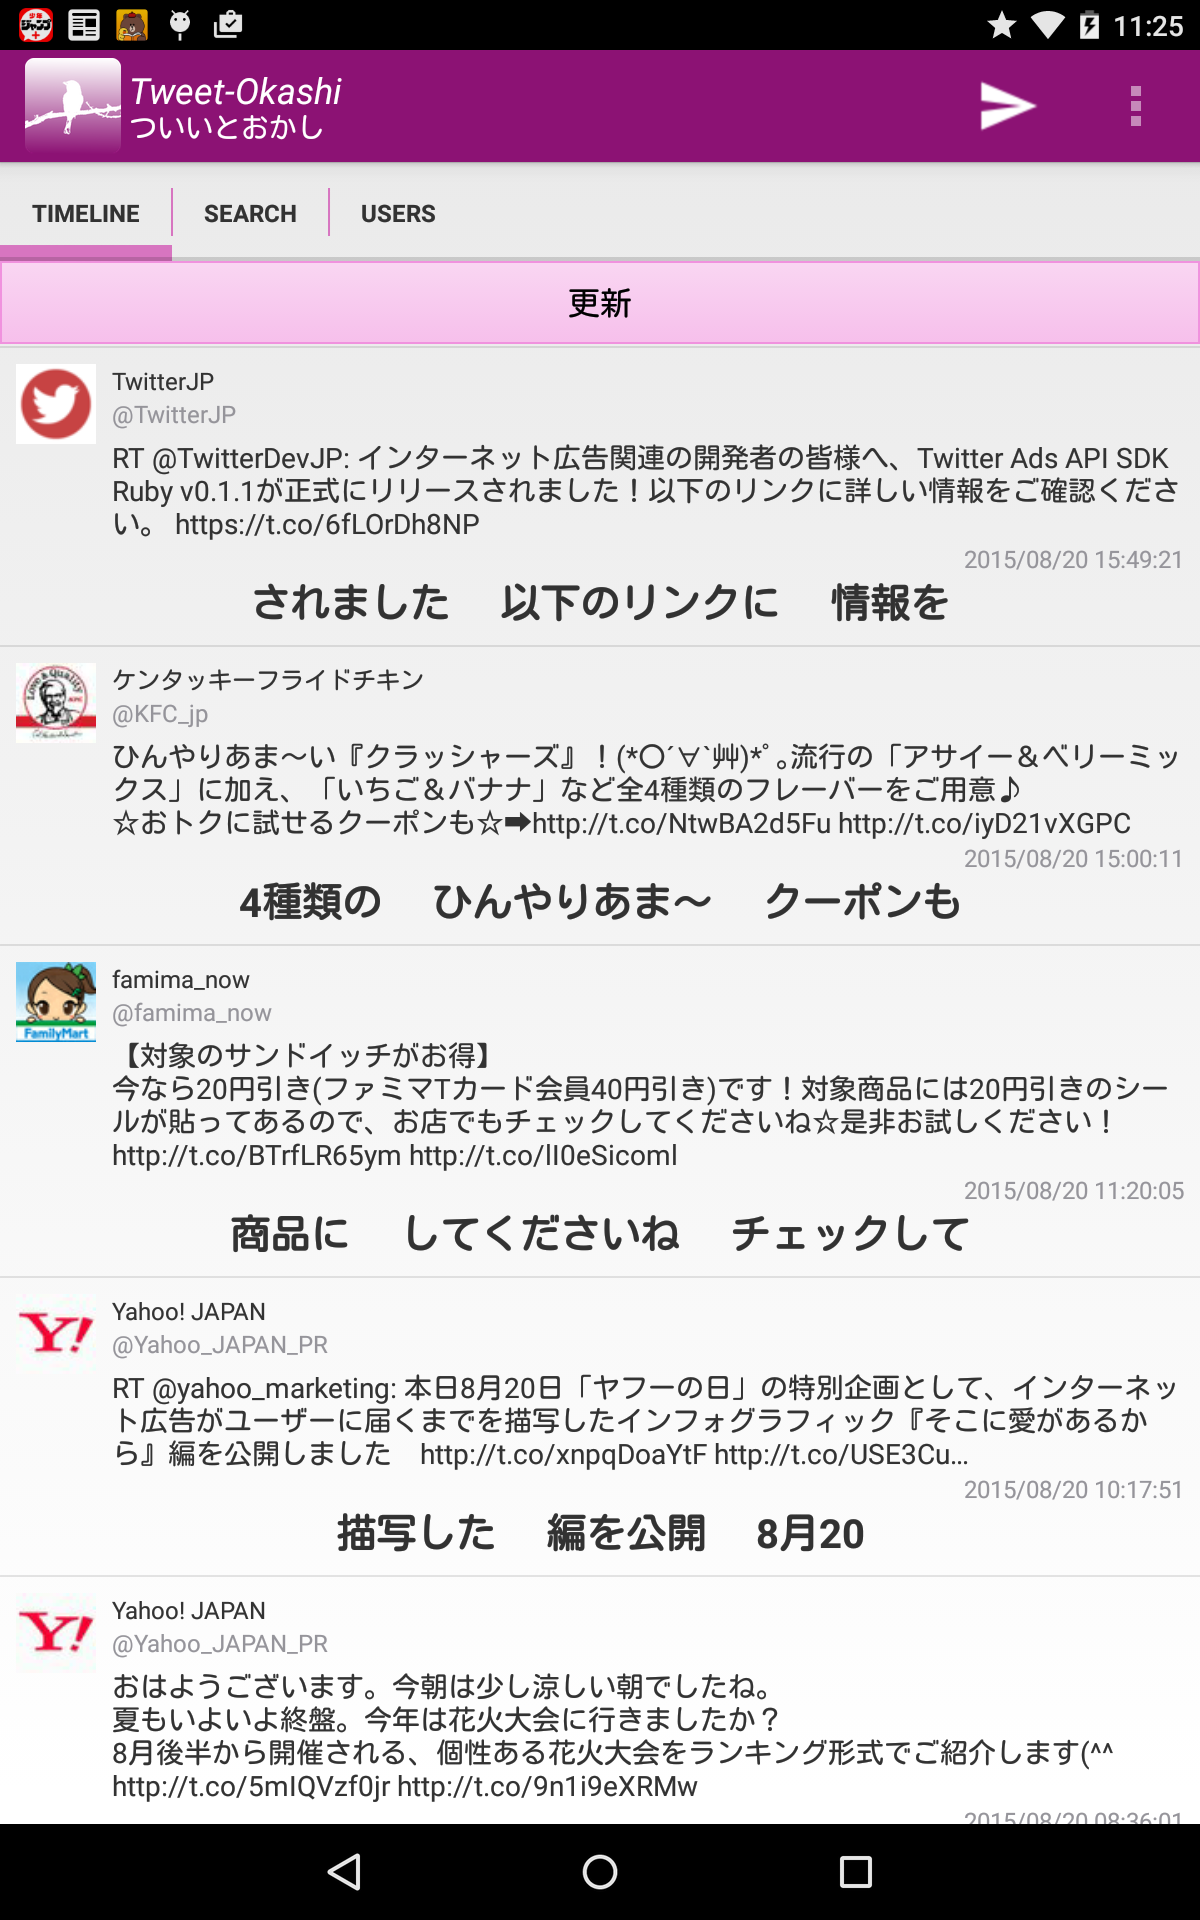 11:25
Tweet-Okashi
ついいとおかし
TIMELINE
SEARCH
USERS
更新
TwitterJP
@TwitterJP
RT @TwitterDevJP: インターネット広告関連の開発者の皆様へ、Twitter Ads API SDK
Ruby v0.1.1が正式にリリースされました！以下のリンクに詳しい情報をご確認くださ
い。 https://t.co/6fLOrDh8NP
2015/08/20 15:49:21
されました 以下のリンクに 情報を
ケンタッキーフライドチキン
@KFC_jp
ひんやりあま〜い『クラッシャーズ』！(*〇´∀`艸)*ﾟ｡流行の「アサイー＆ベリーミッ
クス」に加え、「いちご＆バナナ」など全4種類のフレーバーをご用意♪
☆おトクに試せるクーポンも☆➡http://t.co/NtwBA2d5Fu http://t.co/iyD21vXGPC
2015/08/20 15:00:11
4種類の ひんやりあま〜 クーポンも
FamilyMart
famima_now
@famima_now
【対象のサンドイッチがお得】
今なら20円引き(ファミマTカード会員40円引き)です！対象商品には20円引きのシー
ルが貼ってあるので、お店でもチェックしてくださいね☆是非お試しください！
http://t.co/BTrfLR65ym http://t.co/lI0eSicomI
2015/08/20 11:20:05
商品に してくださいね チェックして
Y!
Yahoo! JAPAN
@Yahoo_JAPAN_PR
RT @yahoo_marketing: 本日8月20日「ヤフーの日」の特別企画として、インターネッ
ト広告がユーザーに届くまでを描写したインフォグラフィック『そこに愛があるか
ら』編を公開しました　http://t.co/xnpqDoaYtF http://t.co/USE3Cu…
2015/08/20 10:17:51
描写した 編を公開 8月20
Y!
Yahoo! JAPAN
@Yahoo_JAPAN_PR
おはようございます。今朝は少し涼しい朝でしたね。
夏もいよいよ終盤。今年は花火大会に行きましたか？
8月後半から開催される、個性ある花火大会をランキング形式でご紹介します(^^
http://t.co/5mIQVzf0jr http://t.co/9n1i9eXRMw
2015/08/20 08:36:01